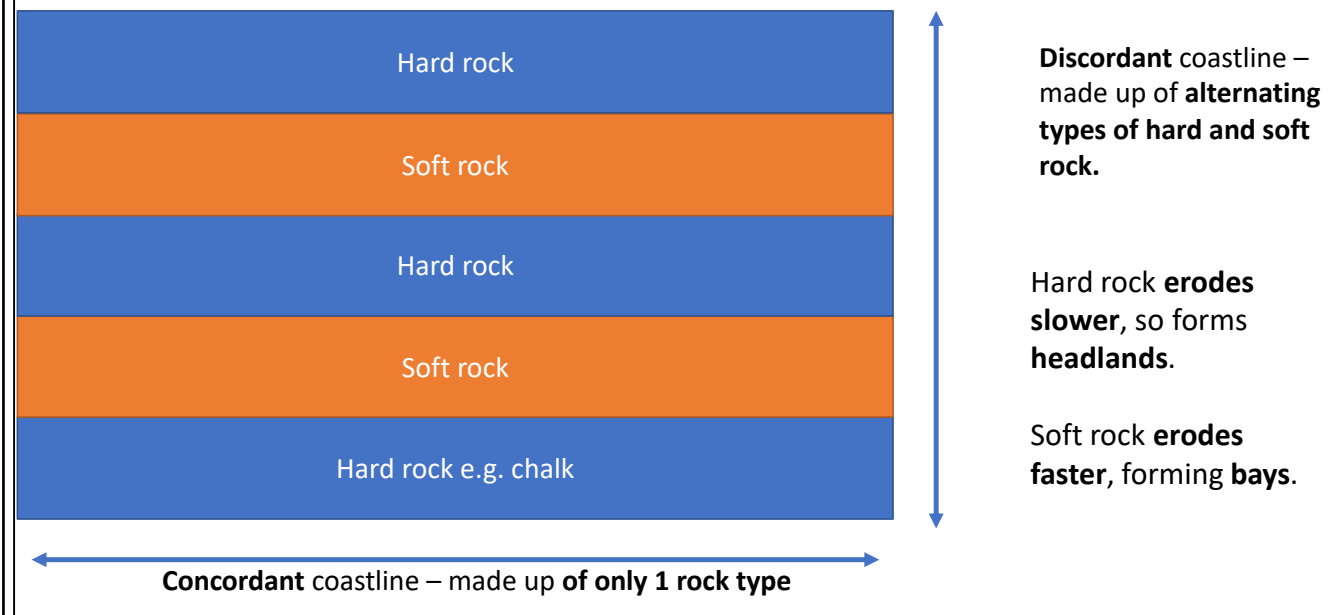 Hard rock
Soft rock
Hard rock
Soft rock
Hard rock e.g. chalk
Concordant coastline – made up of only 1 rock type
Discordant coastline –
made up of alternating
types of hard and soft
rock.
Hard rock erodes
slower, so forms
headlands.
Soft rock erodes
faster, forming bays.